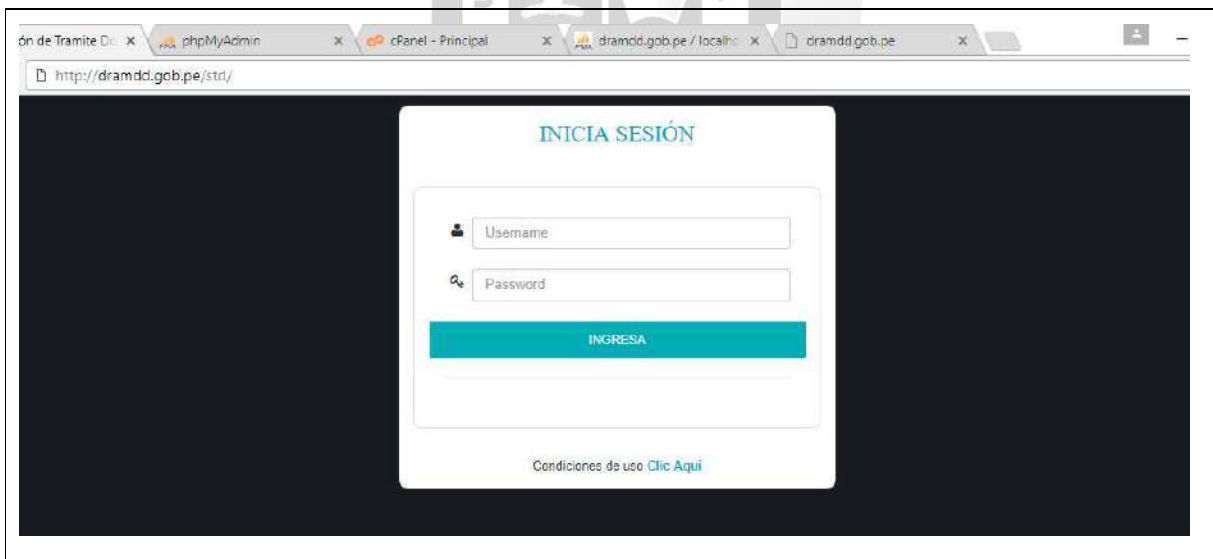 ón de Tramite Do
phpMyAdmin
cPanel - Principal
dramdd.gob.pe / localho
dramdd.gob.pe
http://dramdd.gob.pe/std/
INICIA SESIÓN
Username
Password
INGRESA
Condiciones de uso Clic Aquí